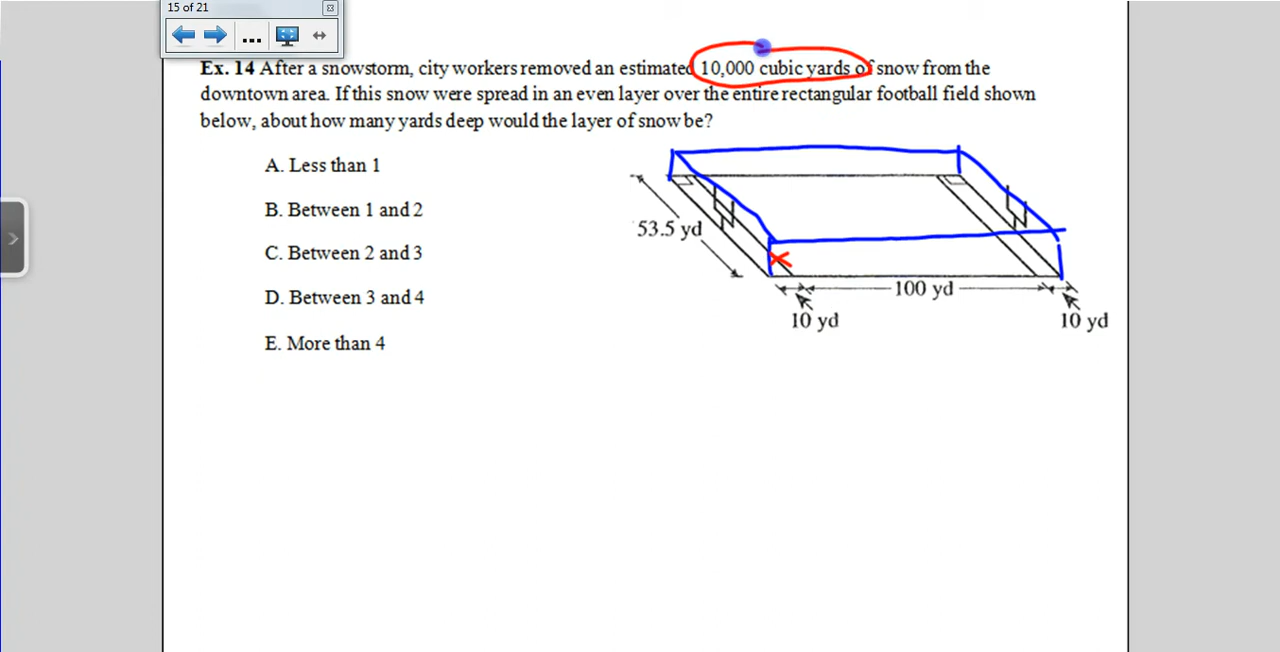 15 of 21
Ex. 14 After a snowstorm, city workers removed an estimated 10,000 cubic yards of snow from the
downtown area. If this snow were spread in an even layer over the entire rectangular football field shown
below, about how many yards deep would the layer of snow be?
A. Less than 1
B. Between 1 and 2
C. Between 2 and 3
D. Between 3 and 4
E. More than 4
53.5 yd
x
100 yd
10 yd
10 yd